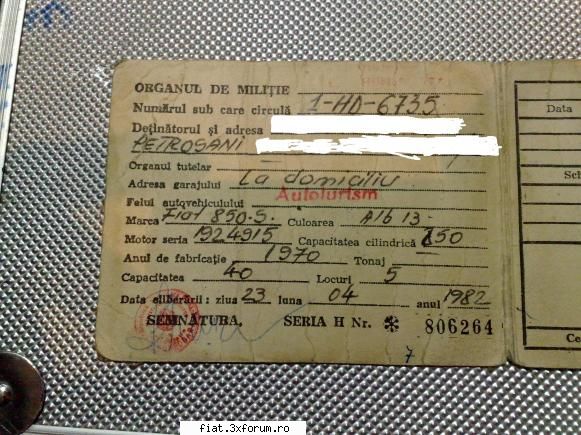 ORGANUL DE MILIȚIE
Numărul sub care circulă 1-HD-6735
Deținătorul și adresa
PETROȘANI
Organul tutelar
Adresa garajului La domiciliu
Felul autovehiculului Autoturism
Marca Fiat 850.S. Culoarea Alb 13
Motor seria 1924915 Capacitatea cilindrică 850
Anul de fabricație 1970 Tonaj
Capacitatea 40 Locuri 5
Data eliberării: ziua 23 luna 04 anul 1982
SEMNĂTURA, SERIA H Nr. ✻ 806264
7
Data
fiat.3xforum.ro